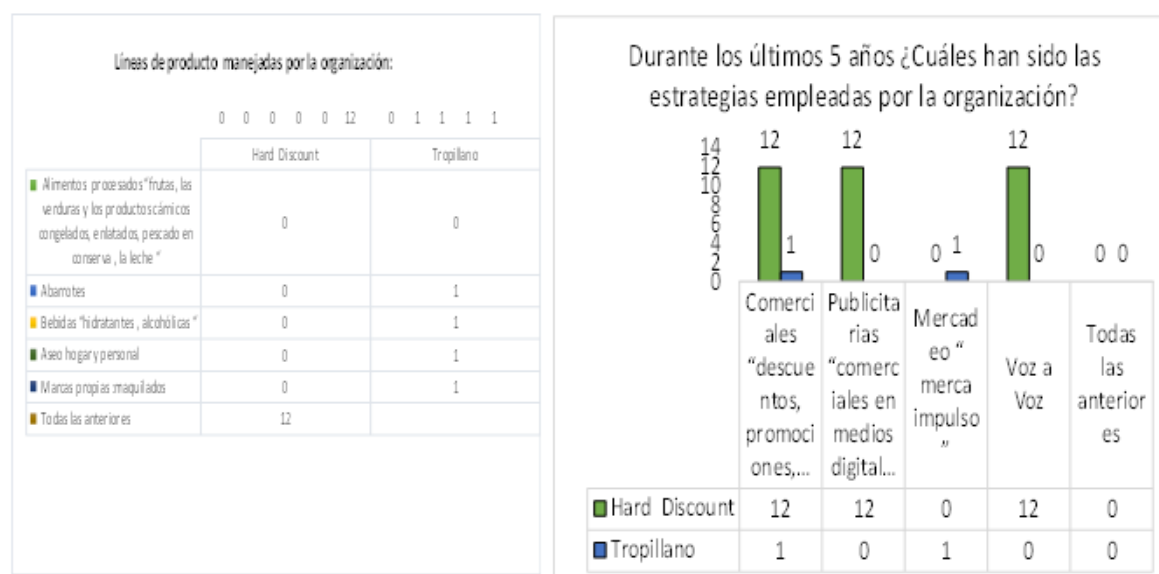 Líneas de producto manejadas por la organización:
0 0 0 0 0 12 0 1 1 1 1
Hard Discount Tropillano
Alimentos procesados "frutas, las
verduras y los productos cárnicos
congelados, enlatados, pescado en
conserva , la leche "
0 0
Abarrotes 0 1
Bebidas "hidratantes , alcohólicas " 0 1
Aseo hogar y personal 0 1
Marcas propias :maquilados 0 1
Todas las anteriores 12
Durante los últimos 5 años ¿Cuáles han sido las
estrategias empleadas por la organización?
14
12
10
8
6
4
2
0
12 12 12
1 0 0 1 0 0 0
Comerci
ales
"descue
ntos,
promoci
ones,...
Publicita
rias
"comerc
iales en
medios
digital...
Mercad
eo "
merca
impulso
"
Voz a
Voz
Todas
las
anterior
es
Hard Discount 12 12 0 12 0
Tropillano 1 0 1 0 0